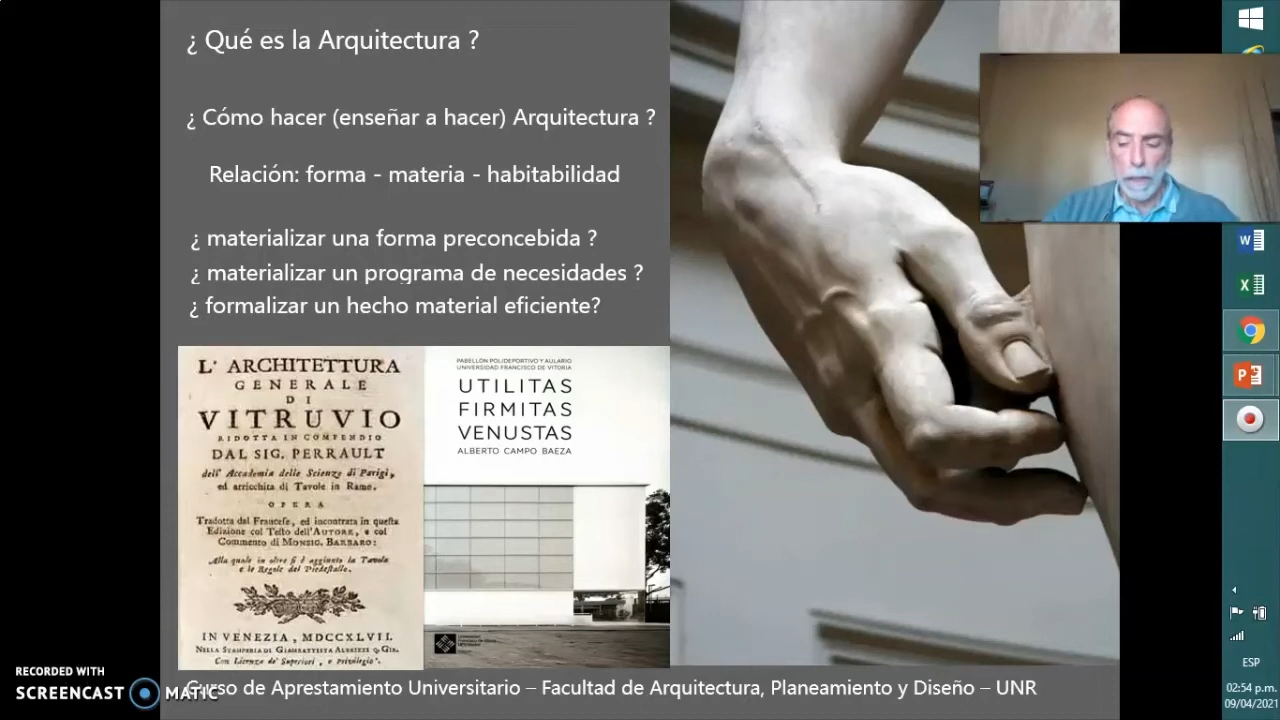 ¿ Qué es la Arquitectura ?
¿ Cómo hacer (enseñar a hacer) Arquitectura ?
Relación: forma - materia - habitabilidad
¿ materializar una forma preconcebida ?
¿ materializar un programa de necesidades ?
¿ formalizar un hecho material eficiente?
L' ARCHITETTURA
GENERALE
DI
VITRUVIO
RIDOTTA IN COMPENDIO
DAL SIG. PERRAULT
dell' Accademia delle Scienze di Parigi,
ed arricchita di Tavole in Rame.
OPERA
Tradotta dal Francese, ed incontrata in questa
Edizione col Testo dell' AUTORE, e col
Commento di MONSIG. BARBARO:
Alla quale in oltre si è aggiunto la Tavola
e le Regole del Piedestallo.
IN VENEZIA, MDCCXLVII.
NELLA STAMPERIA DI GIAMBATTISTA ALBRIZZI Q. GIR.
Con Licenza de' Superiori, e Privilegio.
PABELLÓN POLIDEPORTIVO Y AULARIO
UNIVERSIDAD FRANCISCO DE VITORIA
UTILITAS
FIRMITAS
VENUSTAS
ALBERTO CAMPO BAEZA
Curso de Aprestamiento Universitario – Facultad de Arquitectura, Planeamiento y Diseño – UNR
RECORDED WITH
SCREENCAST MATIC
ESP
02:54 p.m.
09/04/2021